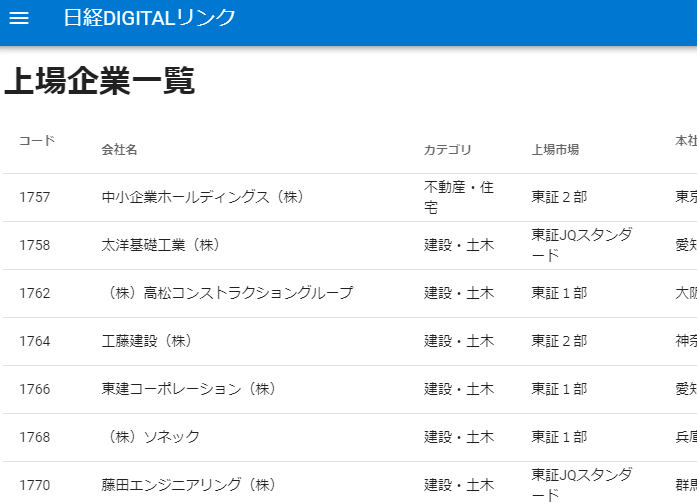 日経DIGITALリンク
上場企業一覧
コード 会社名 カテゴリ 上場市場 本社
1757 中小企業ホールディングス（株） 不動産・住宅 東証２部 東京
1758 太洋基礎工業（株） 建設・土木 東証JQスタンダード 愛知
1762 （株）高松コンストラクショングループ 建設・土木 東証１部 大阪
1764 工藤建設（株） 建設・土木 東証２部 神奈
1766 東建コーポレーション（株） 建設・土木 東証１部 愛知
1768 （株）ソネック 建設・土木 東証１部 兵庫
1770 藤田エンジニアリング（株） 建設・土木 東証JQスタンダード 群馬